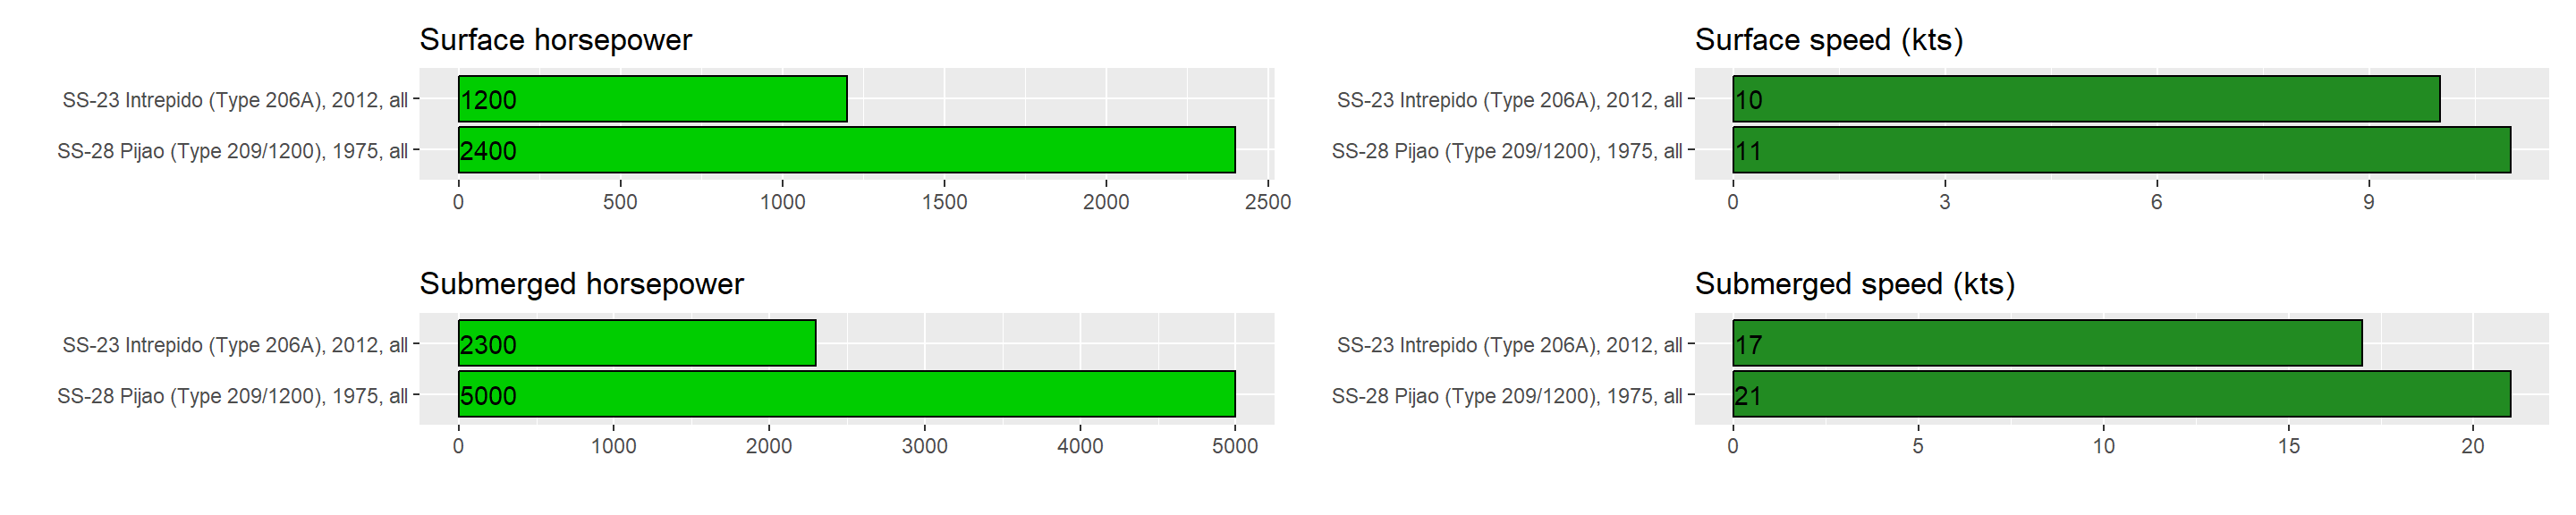 Surface horsepower
SS-23 Intrepido (Type 206A), 2012, all
1200
SS-28 Pijao (Type 209/1200), 1975, all
2400
0 500 1000 1500 2000 2500
Surface speed (kts)
SS-23 Intrepido (Type 206A), 2012, all
10
SS-28 Pijao (Type 209/1200), 1975, all
11
0 3 6 9
Submerged horsepower
SS-23 Intrepido (Type 206A), 2012, all
2300
SS-28 Pijao (Type 209/1200), 1975, all
5000
0 1000 2000 3000 4000 5000
Submerged speed (kts)
SS-23 Intrepido (Type 206A), 2012, all
17
SS-28 Pijao (Type 209/1200), 1975, all
21
0 5 10 15 20